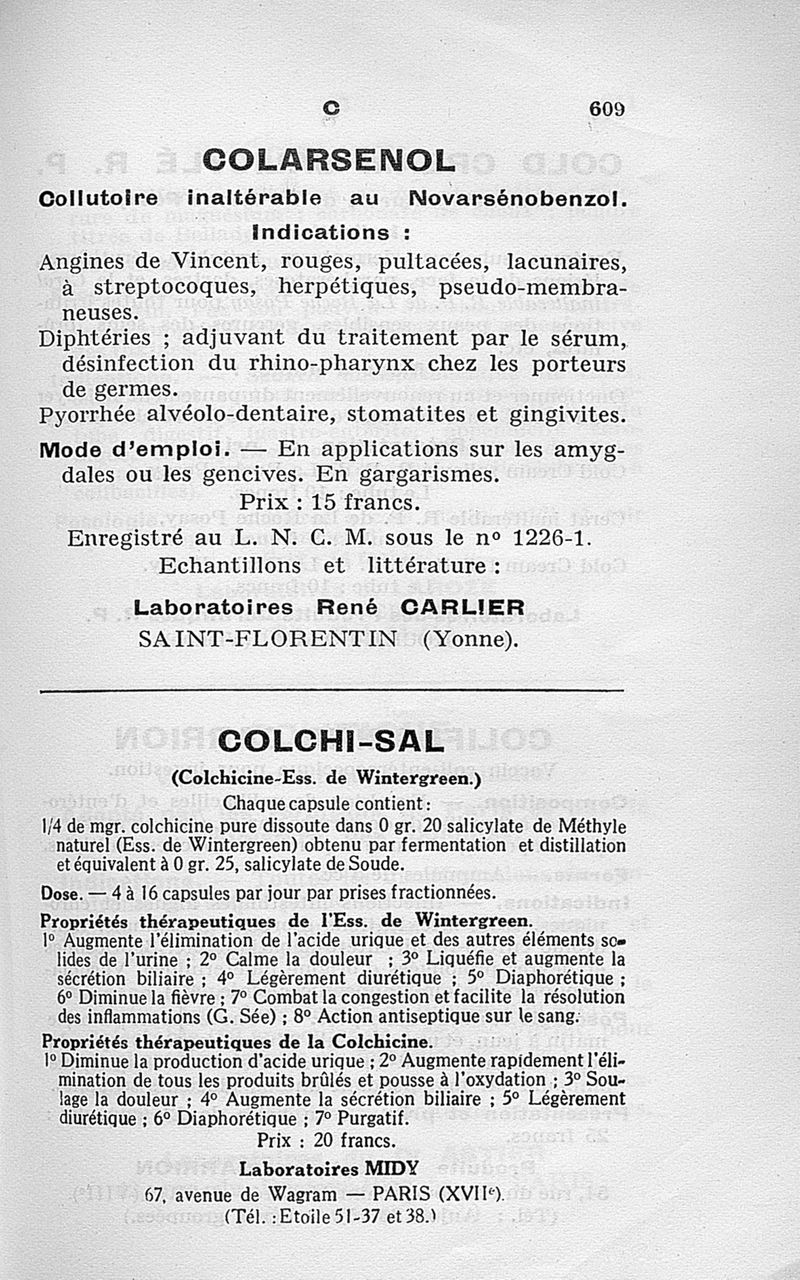 C 609
COLARSENOL
Collutoire inaltérable au Novarsénobenzol.
Indications :
Angines de Vincent, rouges, pultacées, lacunaires,
à streptocoques, herpétiques, pseudo-membra-
neuses.
Diphtéries ; adjuvant du traitement par le sérum,
désinfection du rhino-pharynx chez les porteurs
de germes.
Pyorrhée alvéolo-dentaire, stomatites et gingivites.
Mode d'emploi. — En applications sur les amyg-
dales ou les gencives. En gargarismes.
Prix : 15 francs.
Enregistré au L. N. C. M. sous le nº 1226-1.
Echantillons et littérature :
Laboratoires René CARLIER
SAINT-FLORENTIN (Yonne).
COLCHI-SAL
(Colchicine-Ess. de Wintergreen.)
Chaque capsule contient :
1/4 de mgr. colchicine pure dissoute dans 0 gr. 20 salicylate de Méthyle
naturel (Ess. de Wintergreen) obtenu par fermentation et distillation
et équivalent à 0 gr. 25, salicylate de Soude.
Dose. — 4 à 16 capsules par jour par prises fractionnées.
Propriétés thérapeutiques de l'Ess. de Wintergreen.
1º Augmente l'élimination de l'acide urique et des autres éléments so-
lides de l'urine ; 2º Calme la douleur ; 3º Liquéfie et augmente la
sécrétion biliaire ; 4º Légèrement diurétique ; 5º Diaphorétique ;
6º Diminue la fièvre ; 7º Combat la congestion et facilite la résolution
des inflammations (G. Sée) ; 8º Action antiseptique sur le sang.
Propriétés thérapeutiques de la Colchicine.
1º Diminue la production d'acide urique ; 2º Augmente rapidement l'éli-
mination de tous les produits brûlés et pousse à l'oxydation ; 3º Sou-
lage la douleur ; 4º Augmente la sécrétion biliaire ; 5º Légèrement
diurétique ; 6º Diaphorétique ; 7º Purgatif.
Prix : 20 francs.
Laboratoires MIDY
67, avenue de Wagram — PARIS (XVIIᵉ)
(Tél. : Etoile 51-37 et 38.)